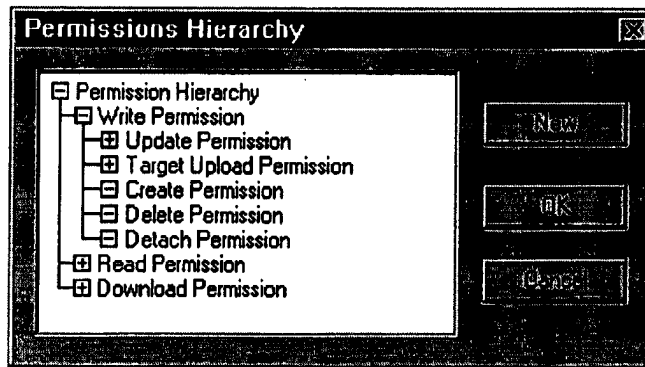 Permissions Hierarchy
Permission Hierarchy
Write Permission
Update Permission
Target Upload Permission
Create Permission
Delete Permission
Detach Permission
Read Permission
Download Permission
New
OK
Cancel